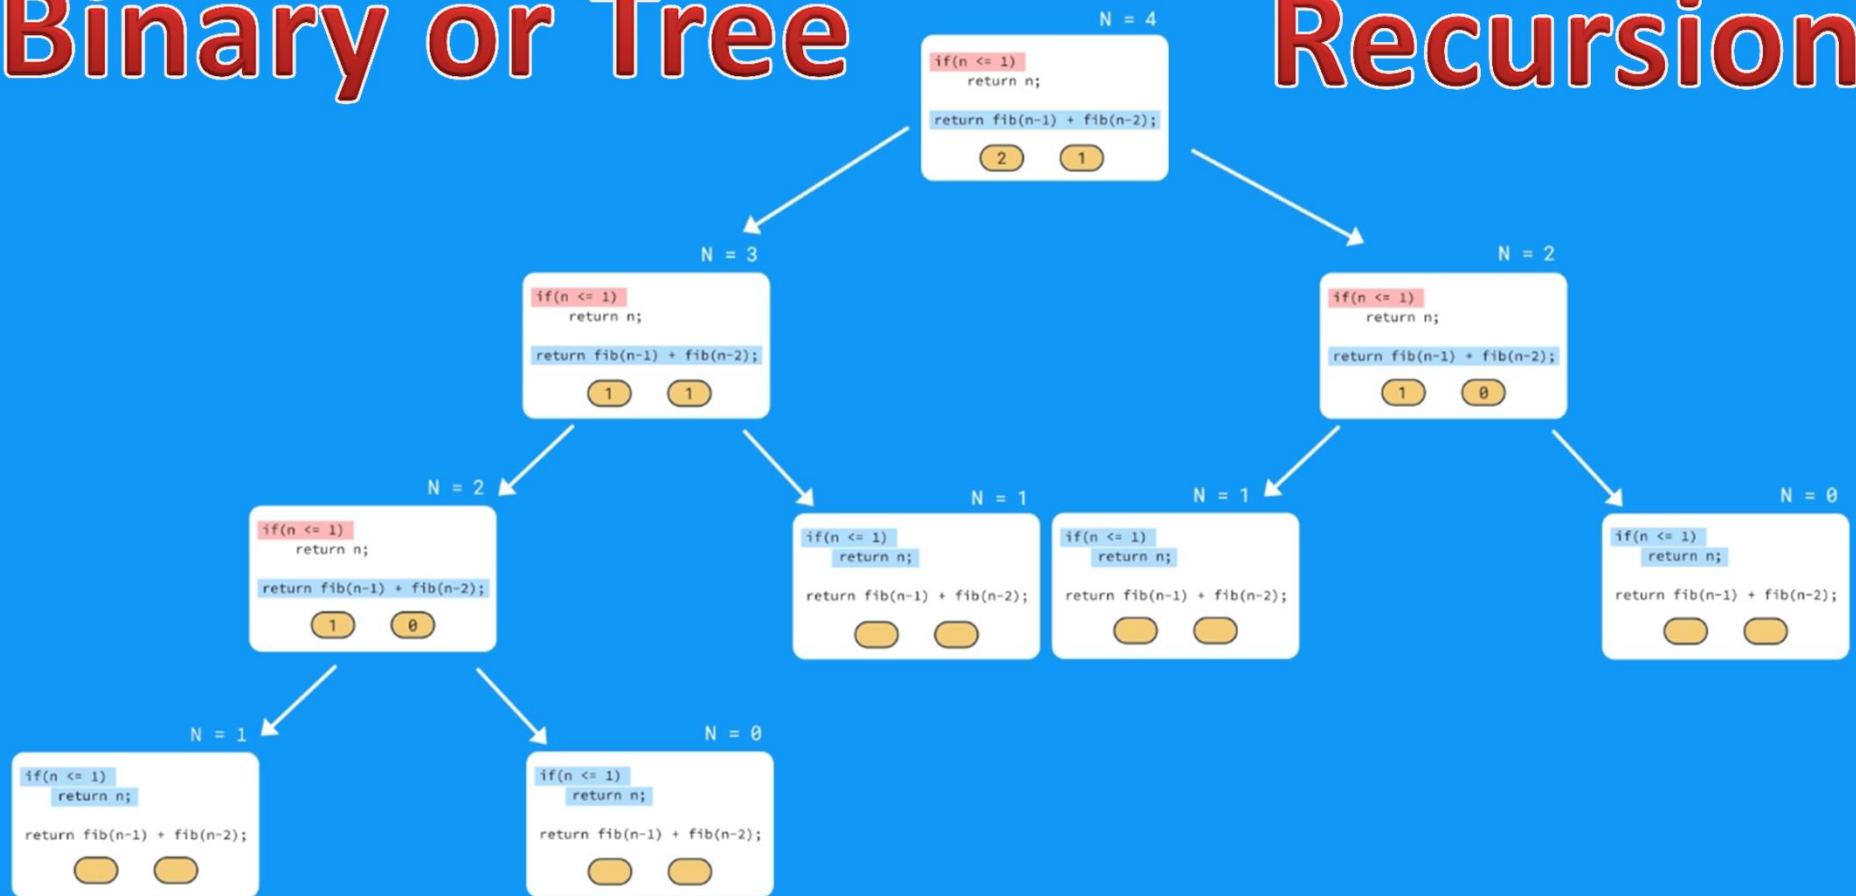 Binary or Tree Recursion
N = 4
if(n <= 1)
return n;
return fib(n-1) + fib(n-2);
2 1
N = 3
if(n <= 1)
return n;
return fib(n-1) + fib(n-2);
1 1
N = 2
if(n <= 1)
return n;
return fib(n-1) + fib(n-2);
1 0
N = 2
if(n <= 1)
return n;
return fib(n-1) + fib(n-2);
1 0
N = 1
if(n <= 1)
return n;
return fib(n-1) + fib(n-2);
N = 1
if(n <= 1)
return n;
return fib(n-1) + fib(n-2);
N = 0
if(n <= 1)
return n;
return fib(n-1) + fib(n-2);
N = 1
if(n <= 1)
return n;
return fib(n-1) + fib(n-2);
N = 0
if(n <= 1)
return n;
return fib(n-1) + fib(n-2);